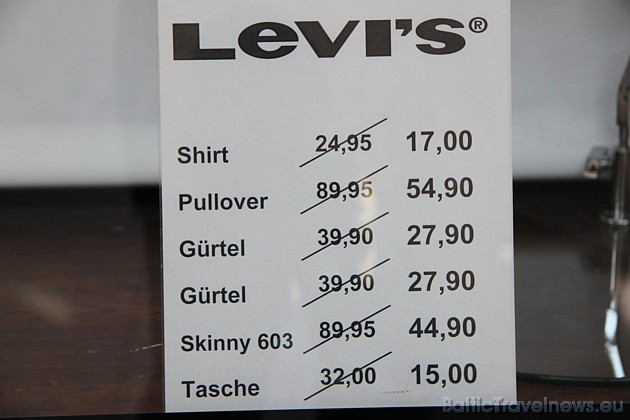 Levi's®
Shirt 24,95 17,00
Pullover 89,95 54,90
Gürtel 39,90 27,90
Gürtel 39,90 27,90
Skinny 603 89,95 44,90
Tasche 32,00 15,00
BalticTravelnews.eu